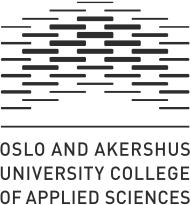 OSLO AND AKERSHUS
UNIVERSITY COLLEGE
OF APPLIED SCIENCES